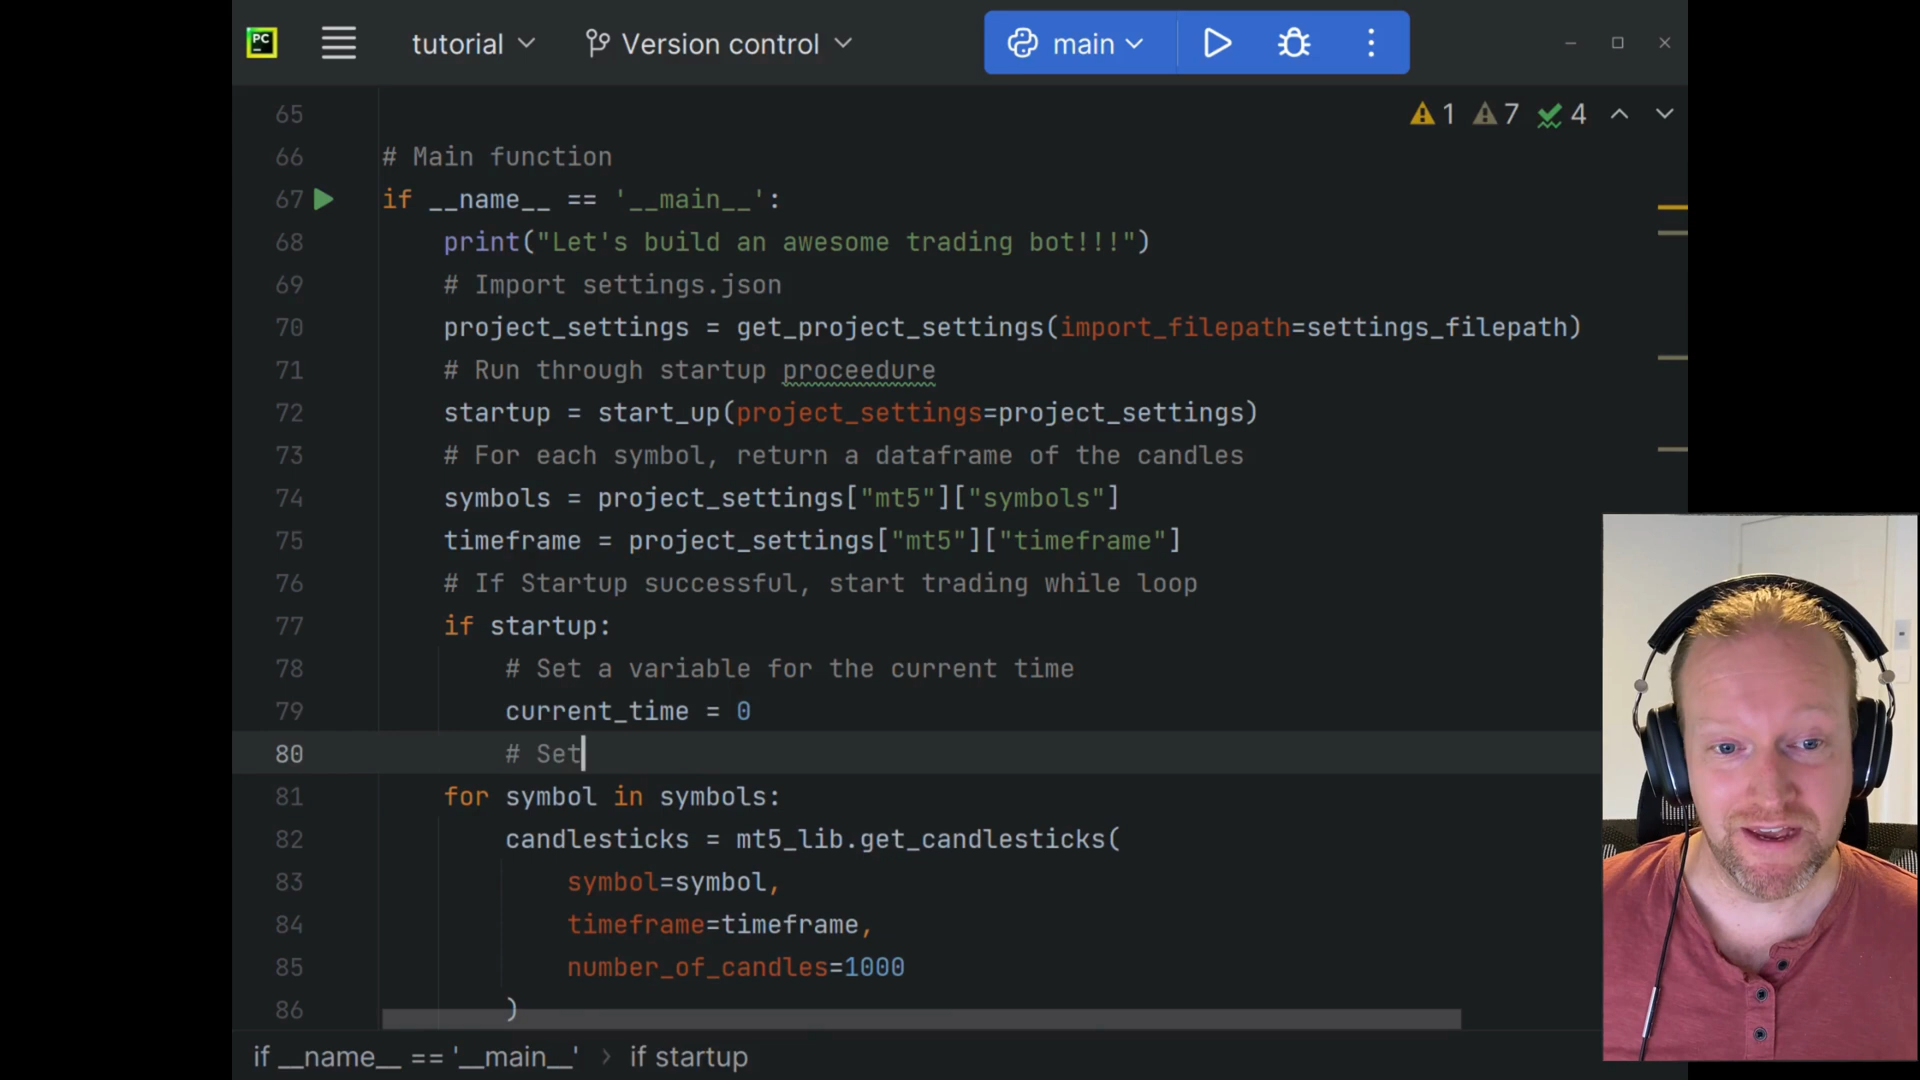 PC tutorial Version control main
1 7 4
65
66 # Main function
67 if __name__ == '__main__':
68 print("Let's build an awesome trading bot!!!")
69 # Import settings.json
70 project_settings = get_project_settings(import_filepath=settings_filepath)
71 # Run through startup proceedure
72 startup = start_up(project_settings=project_settings)
73 # For each symbol, return a dataframe of the candles
74 symbols = project_settings["mt5"]["symbols"]
75 timeframe = project_settings["mt5"]["timeframe"]
76 # If Startup successful, start trading while loop
77 if startup:
78 # Set a variable for the current time
79 current_time = 0
80 # Set
81 for symbol in symbols:
82 candlesticks = mt5_lib.get_candlesticks(
83 symbol=symbol,
84 timeframe=timeframe,
85 number_of_candles=1000
86 )
if __name__ == '__main__' › if startup